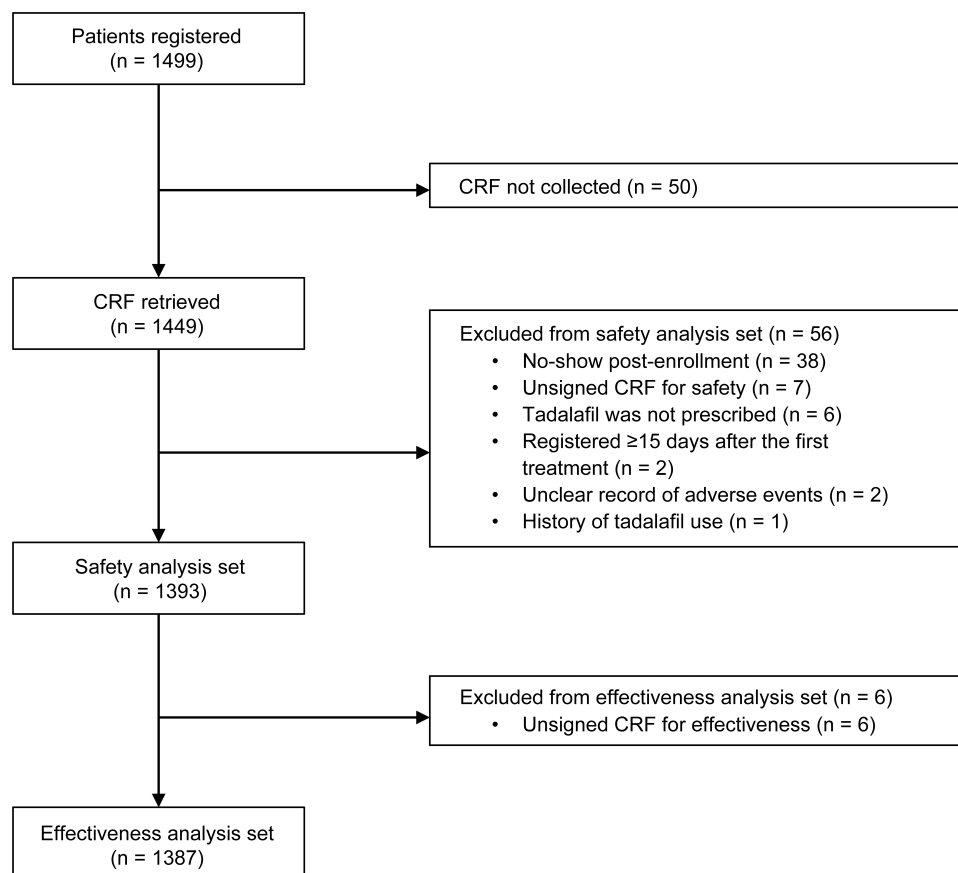 Patients registered
(n = 1499)
CRF not collected (n = 50)
CRF retrieved
(n = 1449)
Excluded from safety analysis set (n = 56)
• No-show post-enrollment (n = 38)
• Unsigned CRF for safety (n = 7)
• Tadalafil was not prescribed (n = 6)
• Registered ≥15 days after the first
treatment (n = 2)
• Unclear record of adverse events (n = 2)
• History of tadalafil use (n = 1)
Safety analysis set
(n = 1393)
Excluded from effectiveness analysis set (n = 6)
• Unsigned CRF for effectiveness (n = 6)
Effectiveness analysis set
(n = 1387)